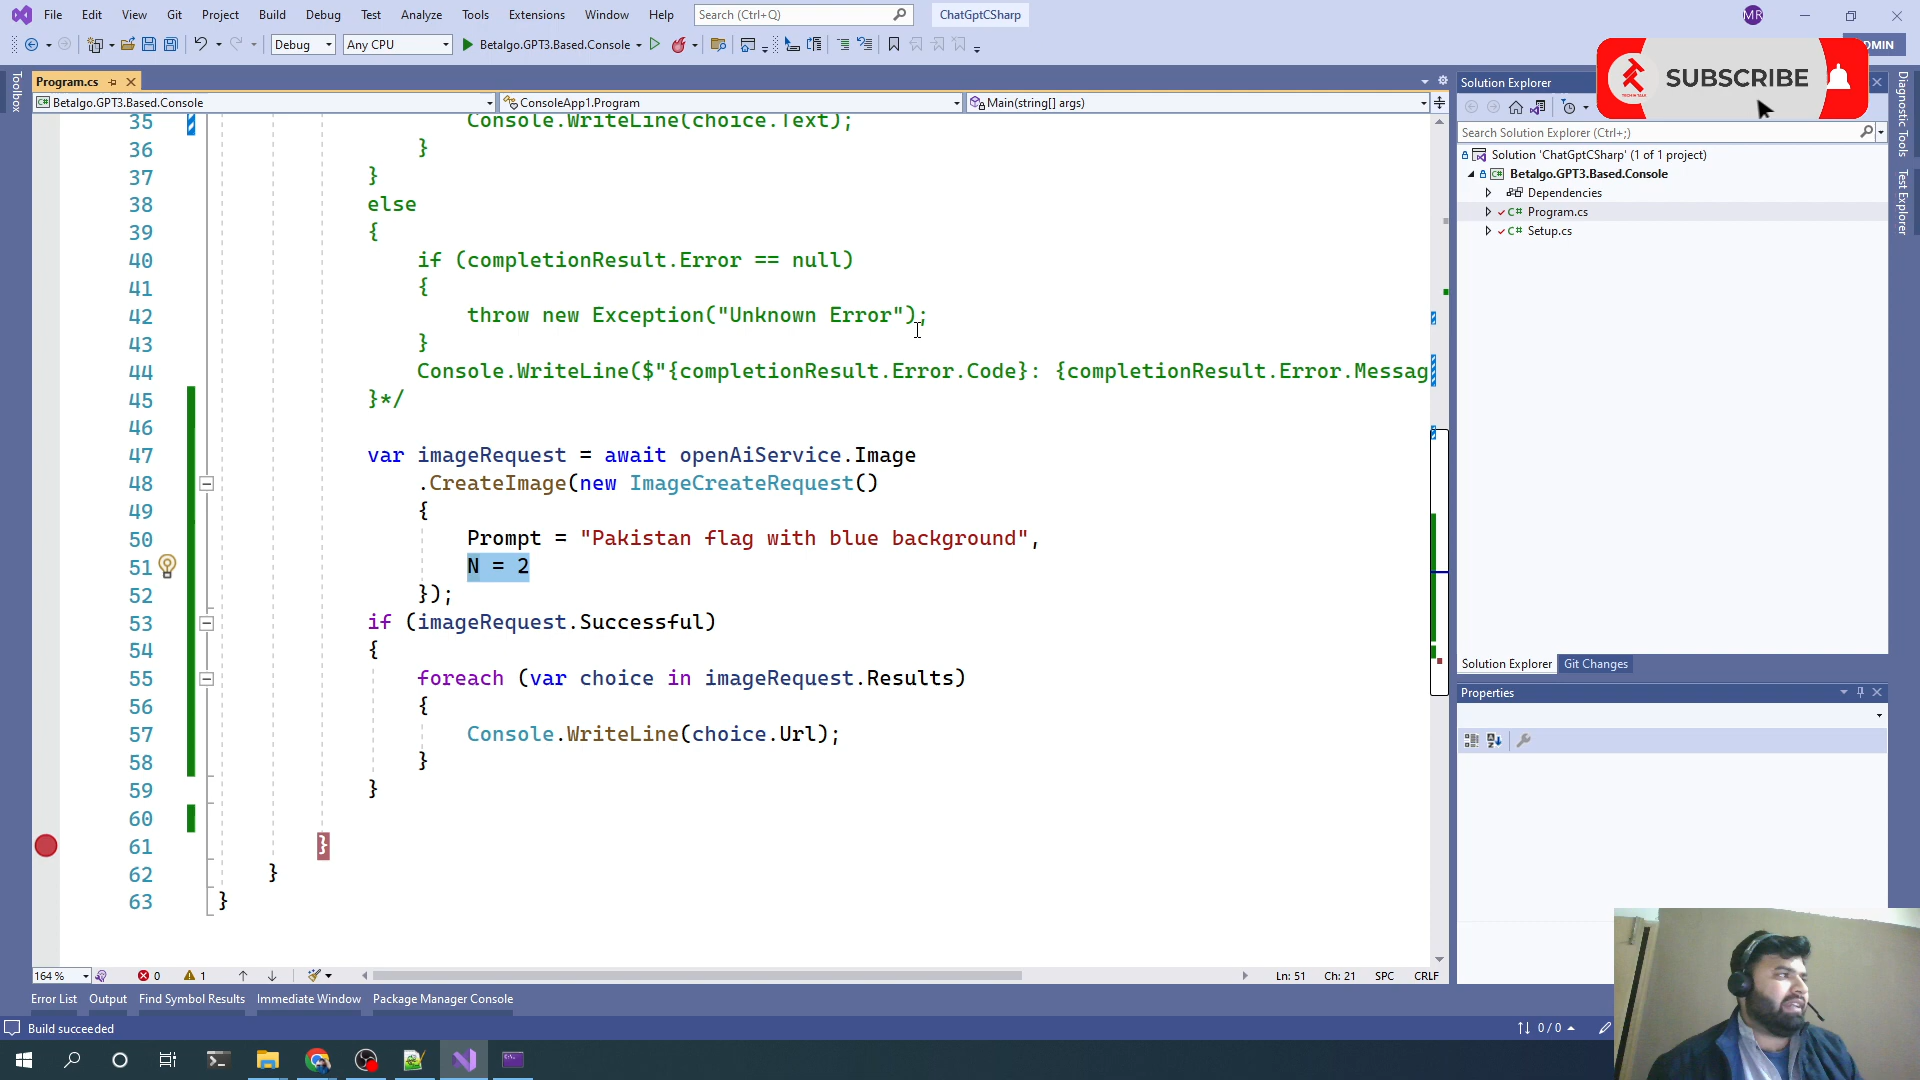 File Edit View Git Project Build Debug Test Analyze Tools Extensions Window Help Search (Ctrl+Q) ChatGptCSharp MR
Debug Any CPU Betalgo.GPT3.Based.Console
SUBSCRIBE
Toolbox
Program.cs
Betalgo.GPT3.Based.Console ConsoleApp1.Program Main(string[] args)
35 Console.WriteLine(choice.Text);
36 }
37 }
38 else
39 {
40 if (completionResult.Error == null)
41 {
42 throw new Exception("Unknown Error");
43 }
44 Console.WriteLine($"{completionResult.Error.Code}: {completionResult.Error.Messag
45 }*/
46
47 var imageRequest = await openAiService.Image
48 .CreateImage(new ImageCreateRequest()
49 {
50 Prompt = "Pakistan flag with blue background",
51 N = 2
52 });
53 if (imageRequest.Successful)
54 {
55 foreach (var choice in imageRequest.Results)
56 {
57 Console.WriteLine(choice.Url);
58 }
59 }
60
61 }
62 }
63 }
164 % 0 1 Ln: 51 Ch: 21 SPC CRLF
Error List Output Find Symbol Results Immediate Window Package Manager Console
Build succeeded 0 / 0
Solution Explorer
Search Solution Explorer (Ctrl+;)
Solution 'ChatGptCSharp' (1 of 1 project)
C# Betalgo.GPT3.Based.Console
Dependencies
C# Program.cs
C# Setup.cs
Solution Explorer Git Changes
Properties
Diagnostic Tools
Test Explorer